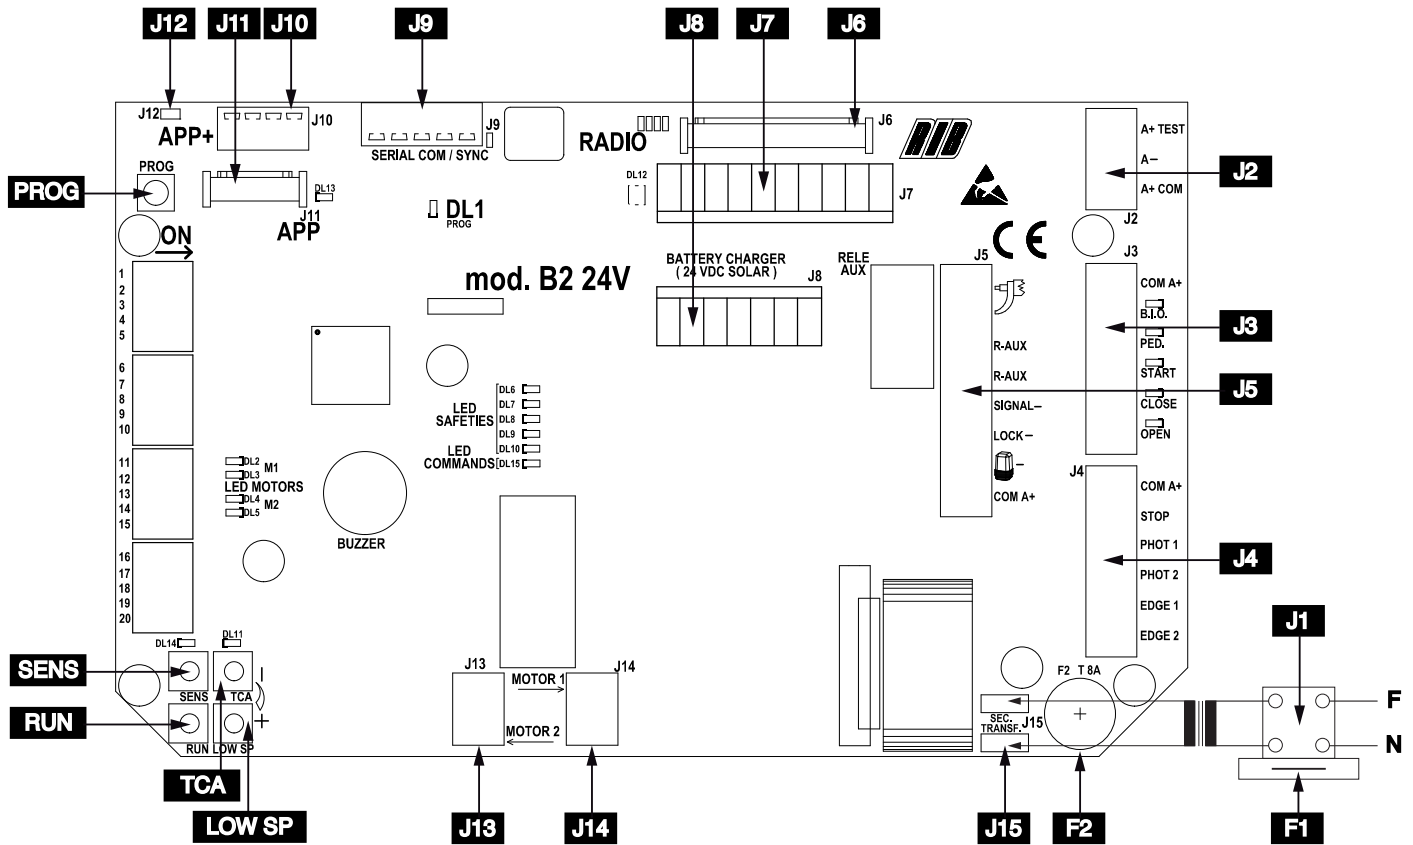 J12
J11
J10
J9
J8
J7
J6
J12
APP+
J10
J9
SERIAL COM / SYNC
RADIO
J6
RIB
A+ TEST
A–
A+ COM
J2
J2
PROG
PROG
DL13
J11
APP
DL1
PROG
DL12
J7
ON
CE
J3
mod. B2 24V
BATTERY CHARGER
( 24 VDC SOLAR )
J8
RELE
AUX
J5
1
2
3
4
5
6
7
8
9
10
11
12
13
14
15
16
17
18
19
20
COM A+
B.I.O.
PED.
START
CLOSE
OPEN
J3
R-AUX
R-AUX
SIGNAL–
LOCK–
–
COM A+
J5
DL6
DL7
DL8
DL9
DL10
DL15
LED
SAFETIES
LED
COMMANDS
DL2
DL3
M1
LED MOTORS
DL4
DL5
M2
BUZZER
J4
COM A+
STOP
PHOT 1
PHOT 2
EDGE 1
EDGE 2
J4
DL14
DL11
SENS
SENS
TCA
–
+
RUN
RUN
LOW SP
J13
MOTOR 1
MOTOR 2
J14
F2 T 8A
SEC.
TRANSF.
J15
J1
F
N
TCA
LOW SP
J13
J14
J15
F2
F1